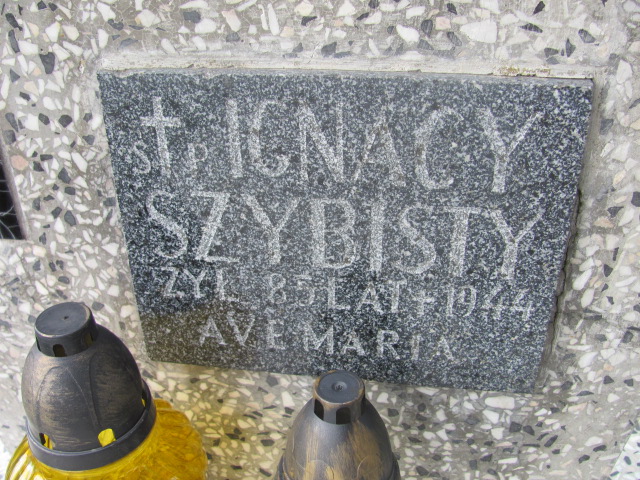 Ś†P IGNACY
SZYBISTY
ŻYŁ 85 LAT † 1944
AVE MARIA